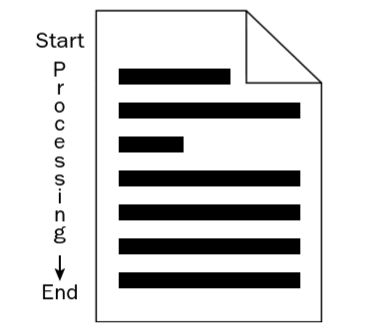 Start
Processing
End